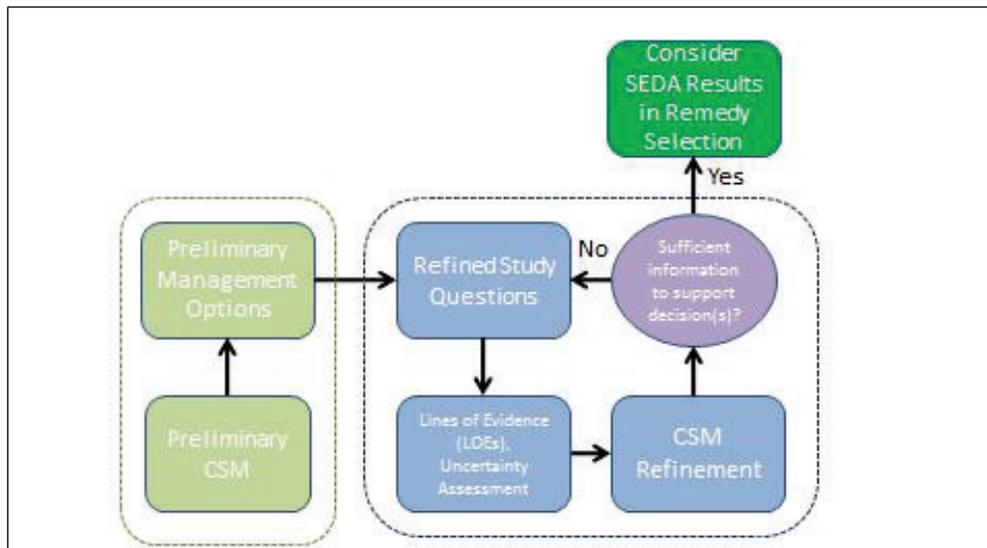 Consider
SEDA Results
in Remedy
Selection
Yes
Preliminary
Management
Options
Refined Study
Questions
No
Sufficient
information
to support
decision(s)?
Preliminary
CSM
Lines of Evidence
(LOEs),
Uncertainty
Assessment
CSM
Refinement